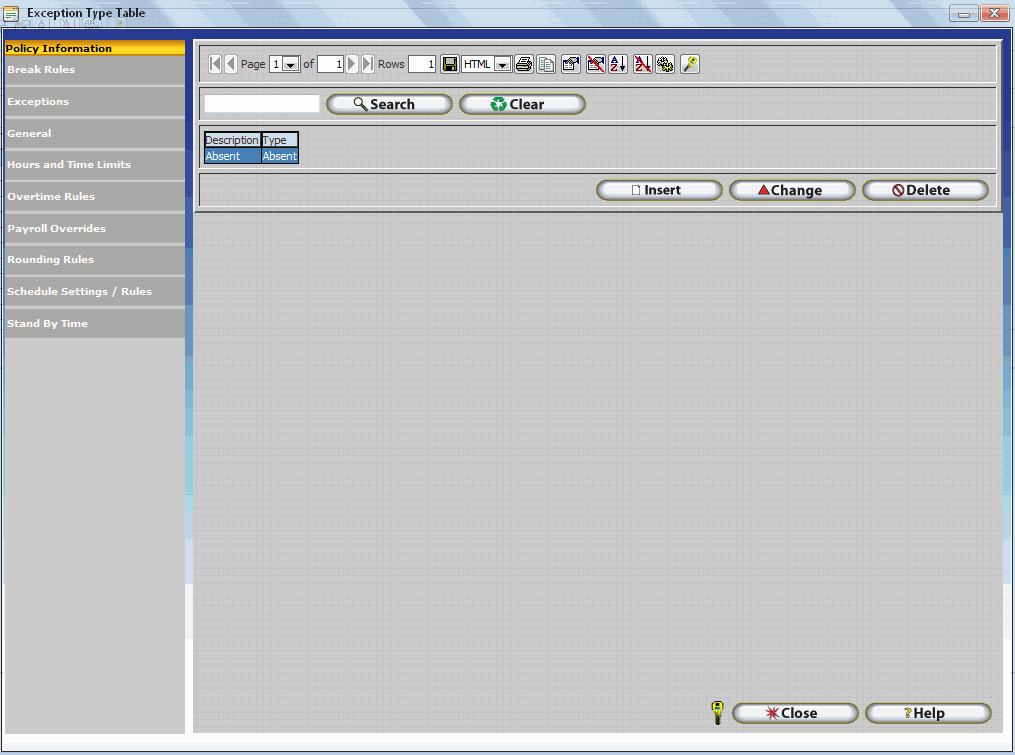 Exception Type Table
Policy Information
Break Rules
Exceptions
General
Hours and Time Limits
Overtime Rules
Payroll Overrides
Rounding Rules
Schedule Settings / Rules
Stand By Time
Page 1 of 1 Rows 1 HTML
Search Clear
Description Type
Absent Absent
Insert Change Delete
Close ?Help